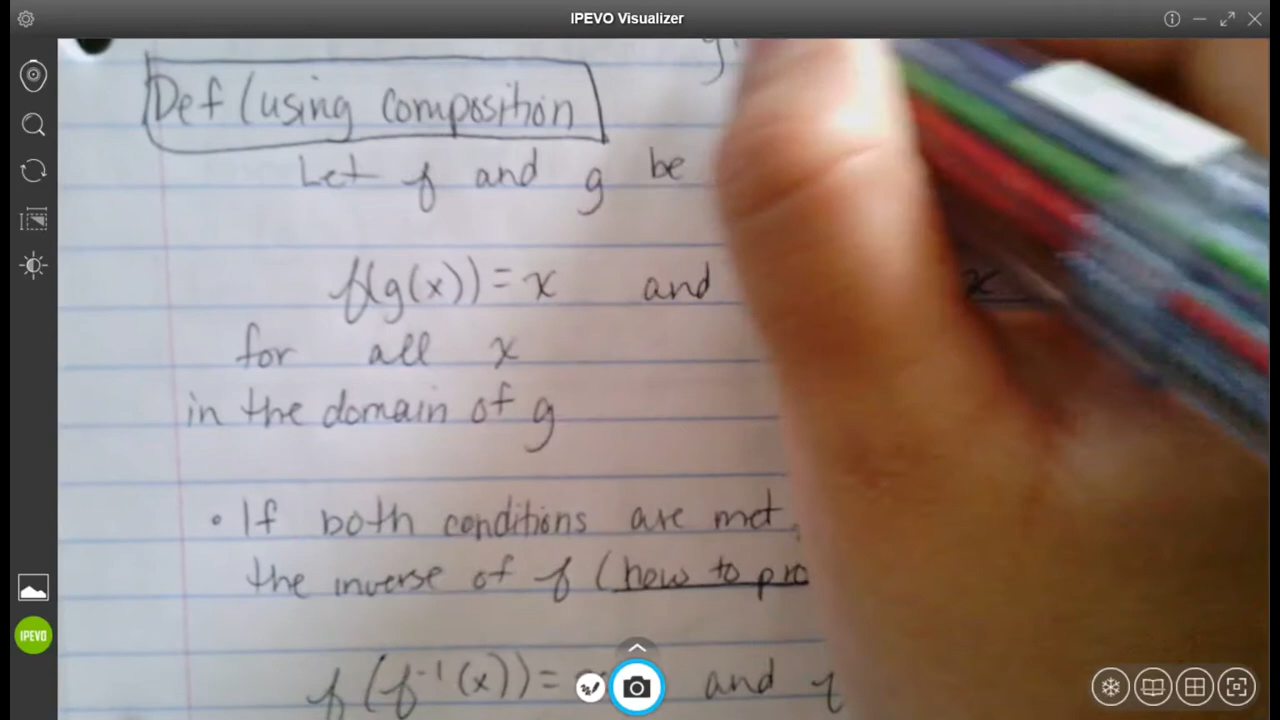 IPEVO Visualizer
Def (using composition
Let f and g be
f(g(x)) = x and x
for all x
in the domain of g
• If both conditions are met,
the inverse of f (how to pro
f(f⁻¹(x)) = and
IPEVO